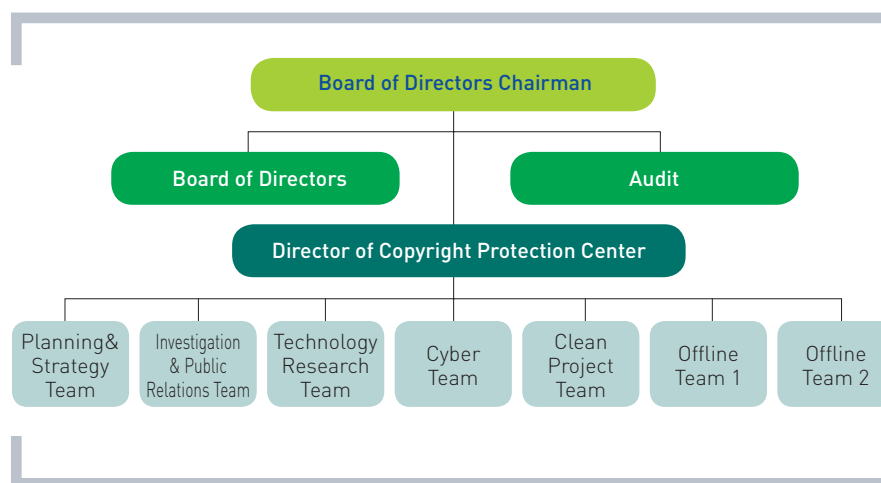 Board of Directors Chairman
Board of Directors
Audit
Director of Copyright Protection Center
Planning&
Strategy
Team
Investigation
& Public
Relations Team
Technology
Research
Team
Cyber
Team
Clean
Project
Team
Offline
Team 1
Offline
Team 2